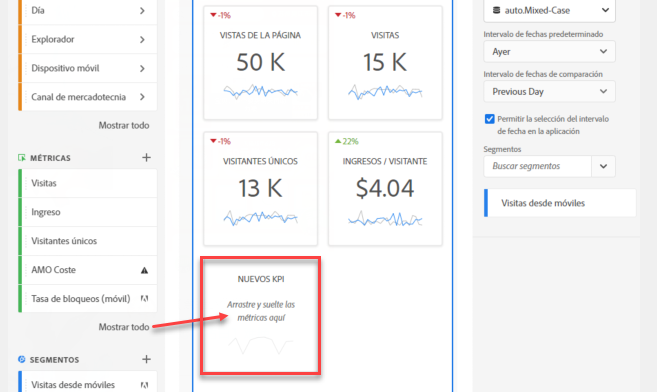 Día
Explorador
Dispositivo móvil
Canal de mercadotecnia
Mostrar todo
MÉTRICAS
Visitas
Ingreso
Visitantes únicos
AMO Coste
Tasa de bloqueos (móvil)
Mostrar todo
SEGMENTOS
Visitas desde móviles
-1%
VISTAS DE LA PÁGINA
50 K
-1%
VISITAS
15 K
-1%
VISITANTES ÚNICOS
13 K
22%
INGRESOS / VISITANTE
$4.04
NUEVOS KPI
Arrastre y suelte las
métricas aquí
auto.Mixed-Case
Intervalo de fechas predeterminado
Ayer
Intervalo de fechas de comparación
Previous Day
Permitir la selección del intervalo
de fecha en la aplicación
Segmentos
Buscar segmentos
Visitas desde móviles